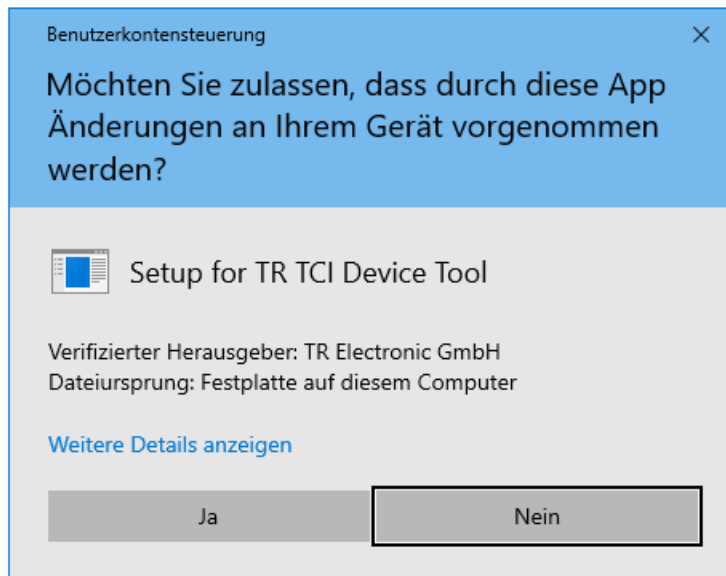 Benutzerkontensteuerung
Möchten Sie zulassen, dass durch diese App
Änderungen an Ihrem Gerät vorgenommen
werden?
Setup for TR TCI Device Tool
Verifizierter Herausgeber: TR Electronic GmbH
Dateiursprung: Festplatte auf diesem Computer
Weitere Details anzeigen
Ja
Nein